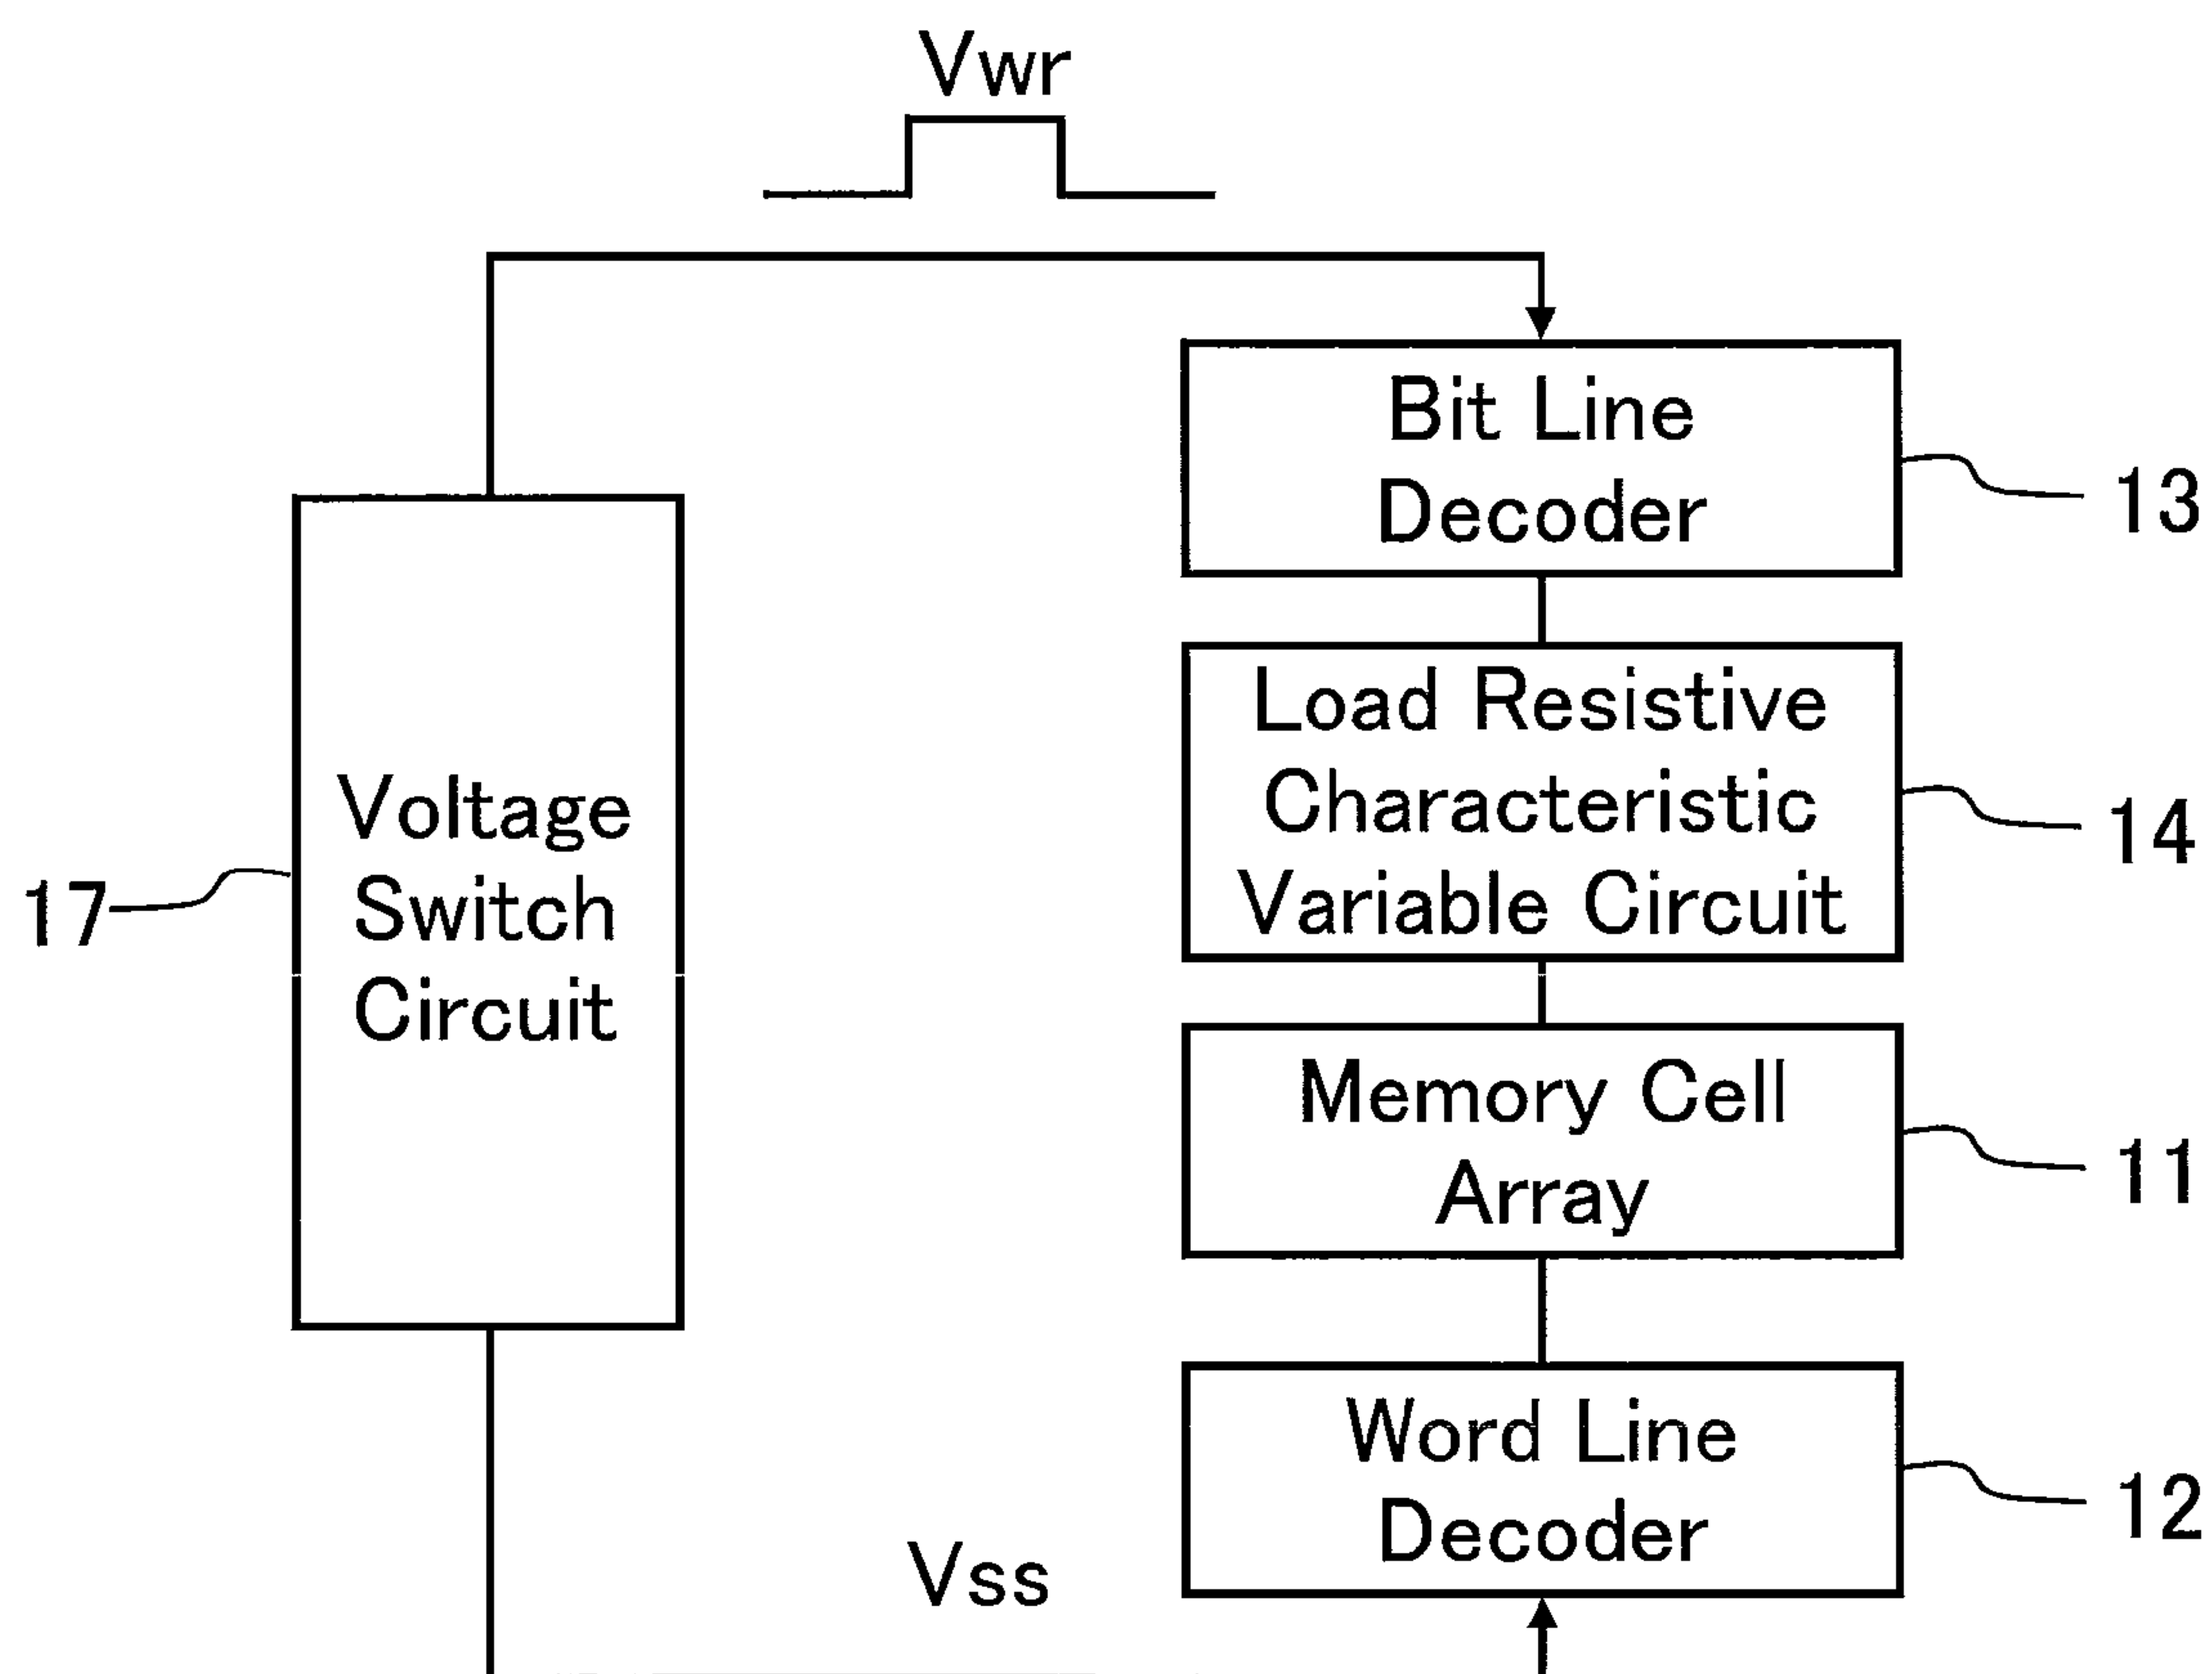 Vwr
Bit Line
Decoder
13
Load Resistive
Characteristic
Variable Circuit
14
Voltage
Switch
Circuit
17
Memory Cell
Array
11
Word Line
Decoder
12
Vss